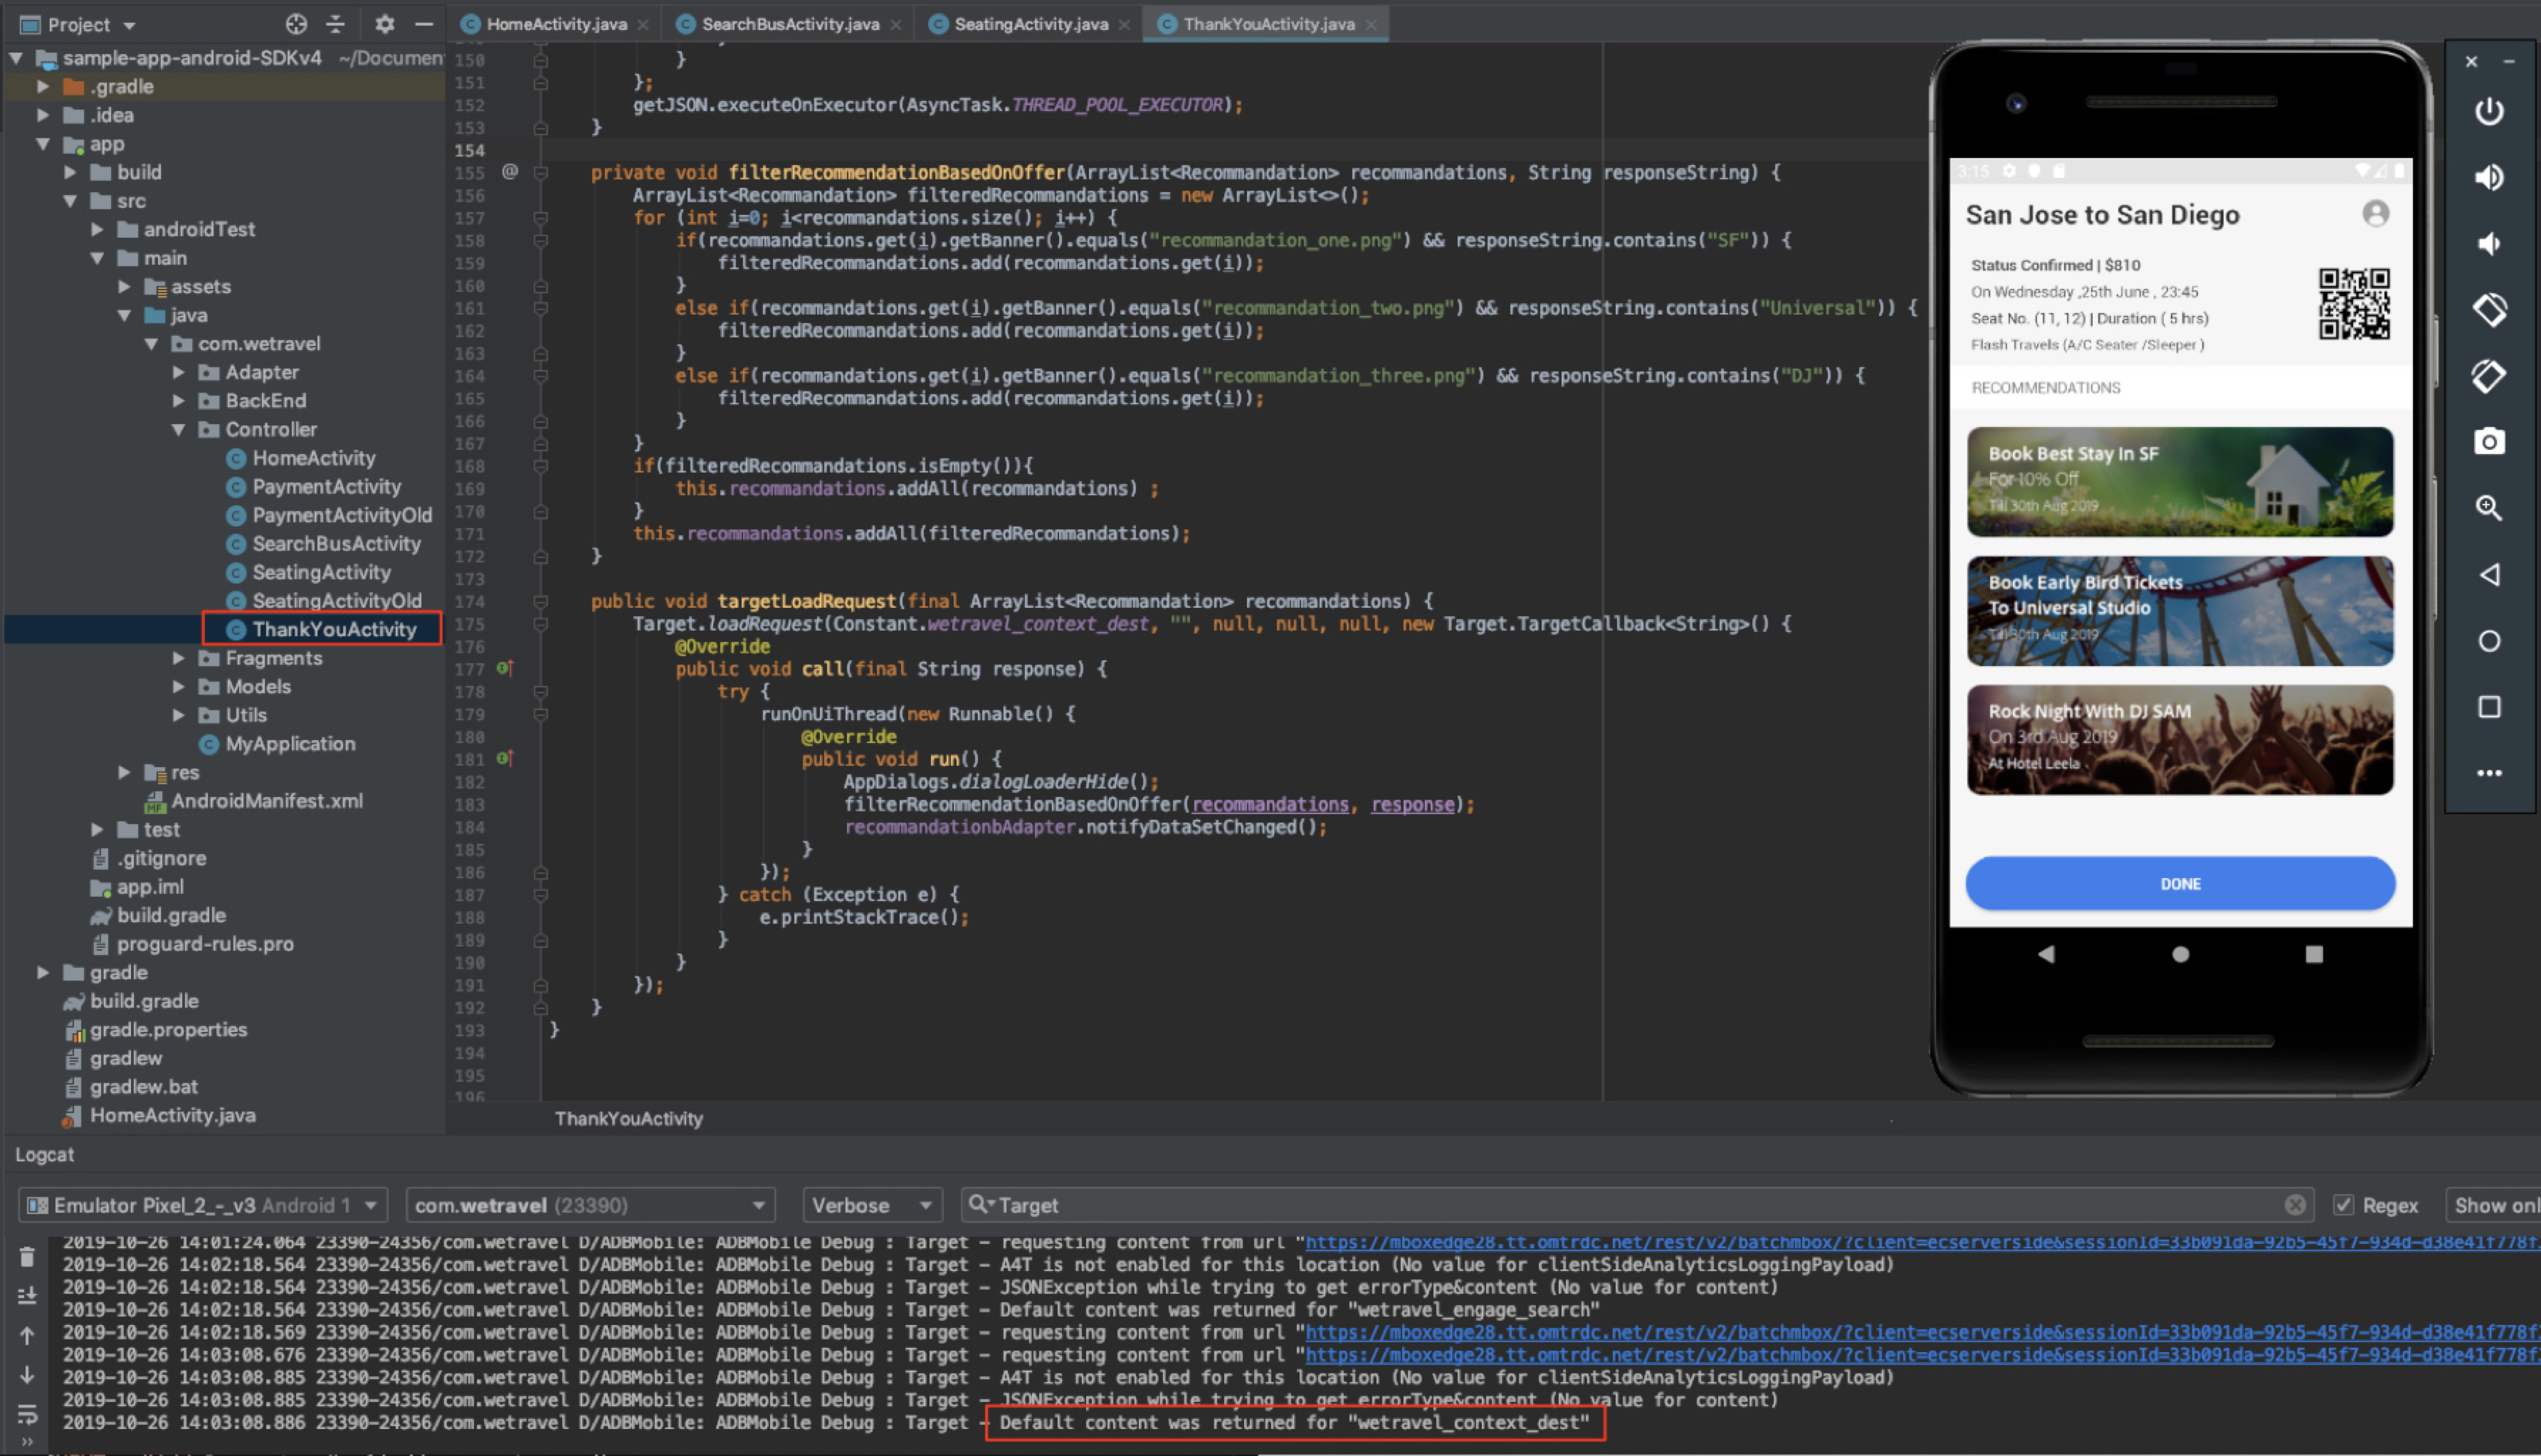 Project
HomeActivity.java
SearchBusActivity.java
SeatingActivity.java
ThankYouActivity.java
sample-app-android-SDKv4 ~/Documen
.gradle
.idea
app
build
src
androidTest
main
assets
java
com.wetravel
Adapter
BackEnd
Controller
HomeActivity
PaymentActivity
PaymentActivityOld
SearchBusActivity
SeatingActivity
SeatingActivityOld
ThankYouActivity
Fragments
Models
Utils
MyApplication
res
AndroidManifest.xml
test
.gitignore
app.iml
build.gradle
proguard-rules.pro
gradle
build.gradle
gradle.properties
gradlew
gradlew.bat
HomeActivity.java
150 }
151 };
152 getJSON.executeOnExecutor(AsyncTask.THREAD_POOL_EXECUTOR);
153 }
154
155 @ private void filterRecommendationBasedOnOffer(ArrayList<Recommandation> recommandations, String responseString) {
156 ArrayList<Recommandation> filteredRecommandations = new ArrayList<>();
157 for (int i=0; i<recommandations.size(); i++) {
158 if(recommandations.get(i).getBanner().equals("recommandation_one.png") && responseString.contains("SF")) {
159 filteredRecommandations.add(recommandations.get(i));
160 }
161 else if(recommandations.get(i).getBanner().equals("recommandation_two.png") && responseString.contains("Universal")) {
162 filteredRecommandations.add(recommandations.get(i));
163 }
164 else if(recommandations.get(i).getBanner().equals("recommandation_three.png") && responseString.contains("DJ")) {
165 filteredRecommandations.add(recommandations.get(i));
166 }
167 }
168 if(filteredRecommandations.isEmpty()){
169 this.recommandations.addAll(recommandations) ;
170 }
171 this.recommandations.addAll(filteredRecommandations);
172 }
173
174 public void targetLoadRequest(final ArrayList<Recommandation> recommandations) {
175 Target.loadRequest(Constant.wetravel_context_dest, "", null, null, null, new Target.TargetCallback<String>() {
176 @Override
177 public void call(final String response) {
178 try {
179 runOnUiThread(new Runnable() {
180 @Override
181 public void run() {
182 AppDialogs.dialogLoaderHide();
183 filterRecommendationBasedOnOffer(recommandations, response);
184 recommandationbAdapter.notifyDataSetChanged();
185 }
186 });
187 } catch (Exception e) {
188 e.printStackTrace();
189 }
190 }
191 });
192 }
193 }
194
195
196
ThankYouActivity
3:15
San Jose to San Diego
Status Confirmed | $810
On Wednesday ,25th June , 23:45
Seat No. (11, 12) | Duration ( 5 hrs)
Flash Travels (A/C Seater /Sleeper )
RECOMMENDATIONS
Book Best Stay In SF
For 10% Off
Till 30th Aug 2019
Book Early Bird Tickets
To Universal Studio
Till 30th Aug 2019
Rock Night With DJ SAM
On 3rd Aug 2019
At Hotel Leela
DONE
Logcat
Emulator Pixel_2_-_v3 Android 1
com.wetravel (23390)
Verbose
Target
Regex
Show onl
2019-10-26 14:01:24.064 23390-24356/com.wetravel D/ADBMobile: ADBMobile Debug : Target - requesting content from url "https://mboxedge28.tt.omtrdc.net/rest/v2/batchmbox/?client=ecserverside&sessionId=33b091da-92b5-45f7-934d-d38e41f778f
2019-10-26 14:02:18.564 23390-24356/com.wetravel D/ADBMobile: ADBMobile Debug : Target - A4T is not enabled for this location (No value for clientSideAnalyticsLoggingPayload)
2019-10-26 14:02:18.564 23390-24356/com.wetravel D/ADBMobile: ADBMobile Debug : Target - JSONException while trying to get errorType&content (No value for content)
2019-10-26 14:02:18.564 23390-24356/com.wetravel D/ADBMobile: ADBMobile Debug : Target - Default content was returned for "wetravel_engage_search"
2019-10-26 14:02:18.569 23390-24356/com.wetravel D/ADBMobile: ADBMobile Debug : Target - requesting content from url "https://mboxedge28.tt.omtrdc.net/rest/v2/batchmbox/?client=ecserverside&sessionId=33b091da-92b5-45f7-934d-d38e41f778f
2019-10-26 14:03:08.676 23390-24356/com.wetravel D/ADBMobile: ADBMobile Debug : Target - requesting content from url "https://mboxedge28.tt.omtrdc.net/rest/v2/batchmbox/?client=ecserverside&sessionId=33b091da-92b5-45f7-934d-d38e41f778f
2019-10-26 14:03:08.885 23390-24356/com.wetravel D/ADBMobile: ADBMobile Debug : Target - A4T is not enabled for this location (No value for clientSideAnalyticsLoggingPayload)
2019-10-26 14:03:08.885 23390-24356/com.wetravel D/ADBMobile: ADBMobile Debug : Target - JSONException while trying to get errorType&content (No value for content)
2019-10-26 14:03:08.886 23390-24356/com.wetravel D/ADBMobile: ADBMobile Debug : Target - Default content was returned for "wetravel_context_dest"